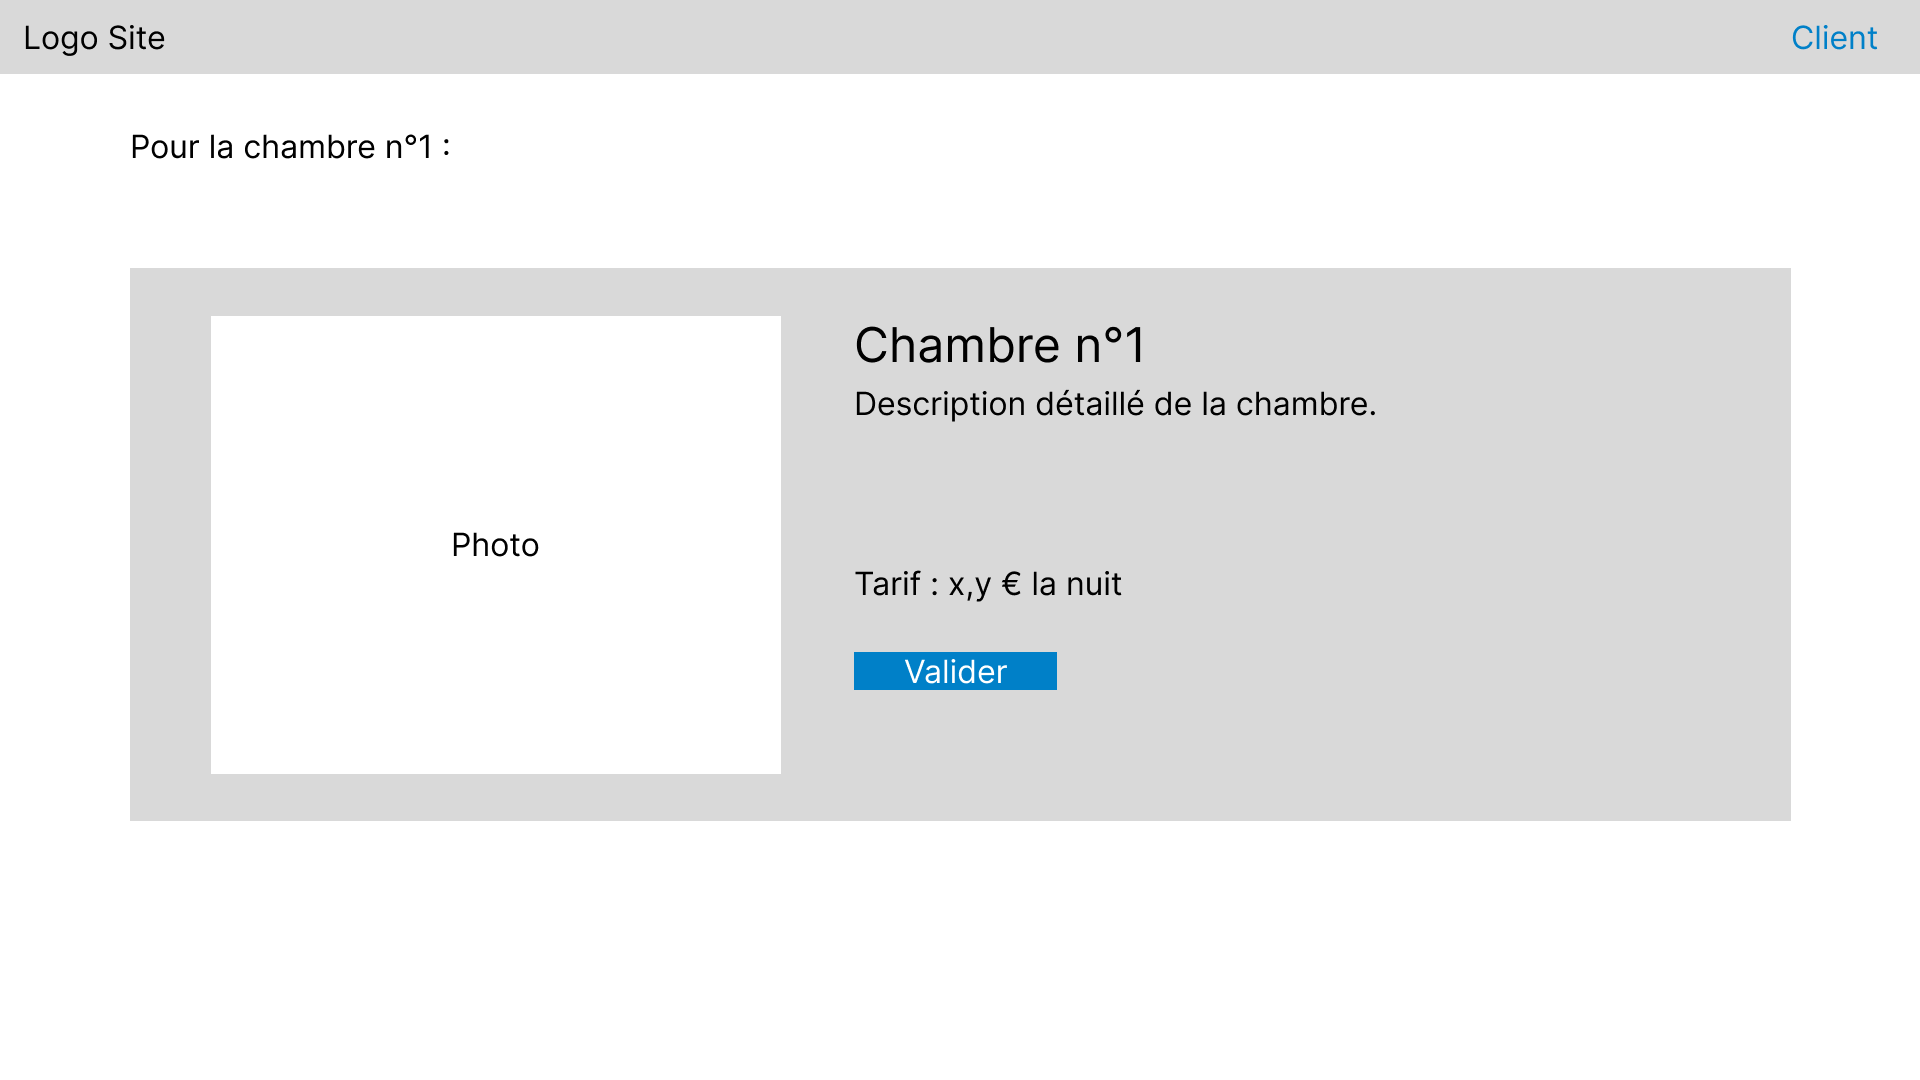 Logo Site
Client
Pour la chambre n°1 :
Photo
Chambre n°1
Description détaillé de la chambre.
Tarif : x,y € la nuit
Valider